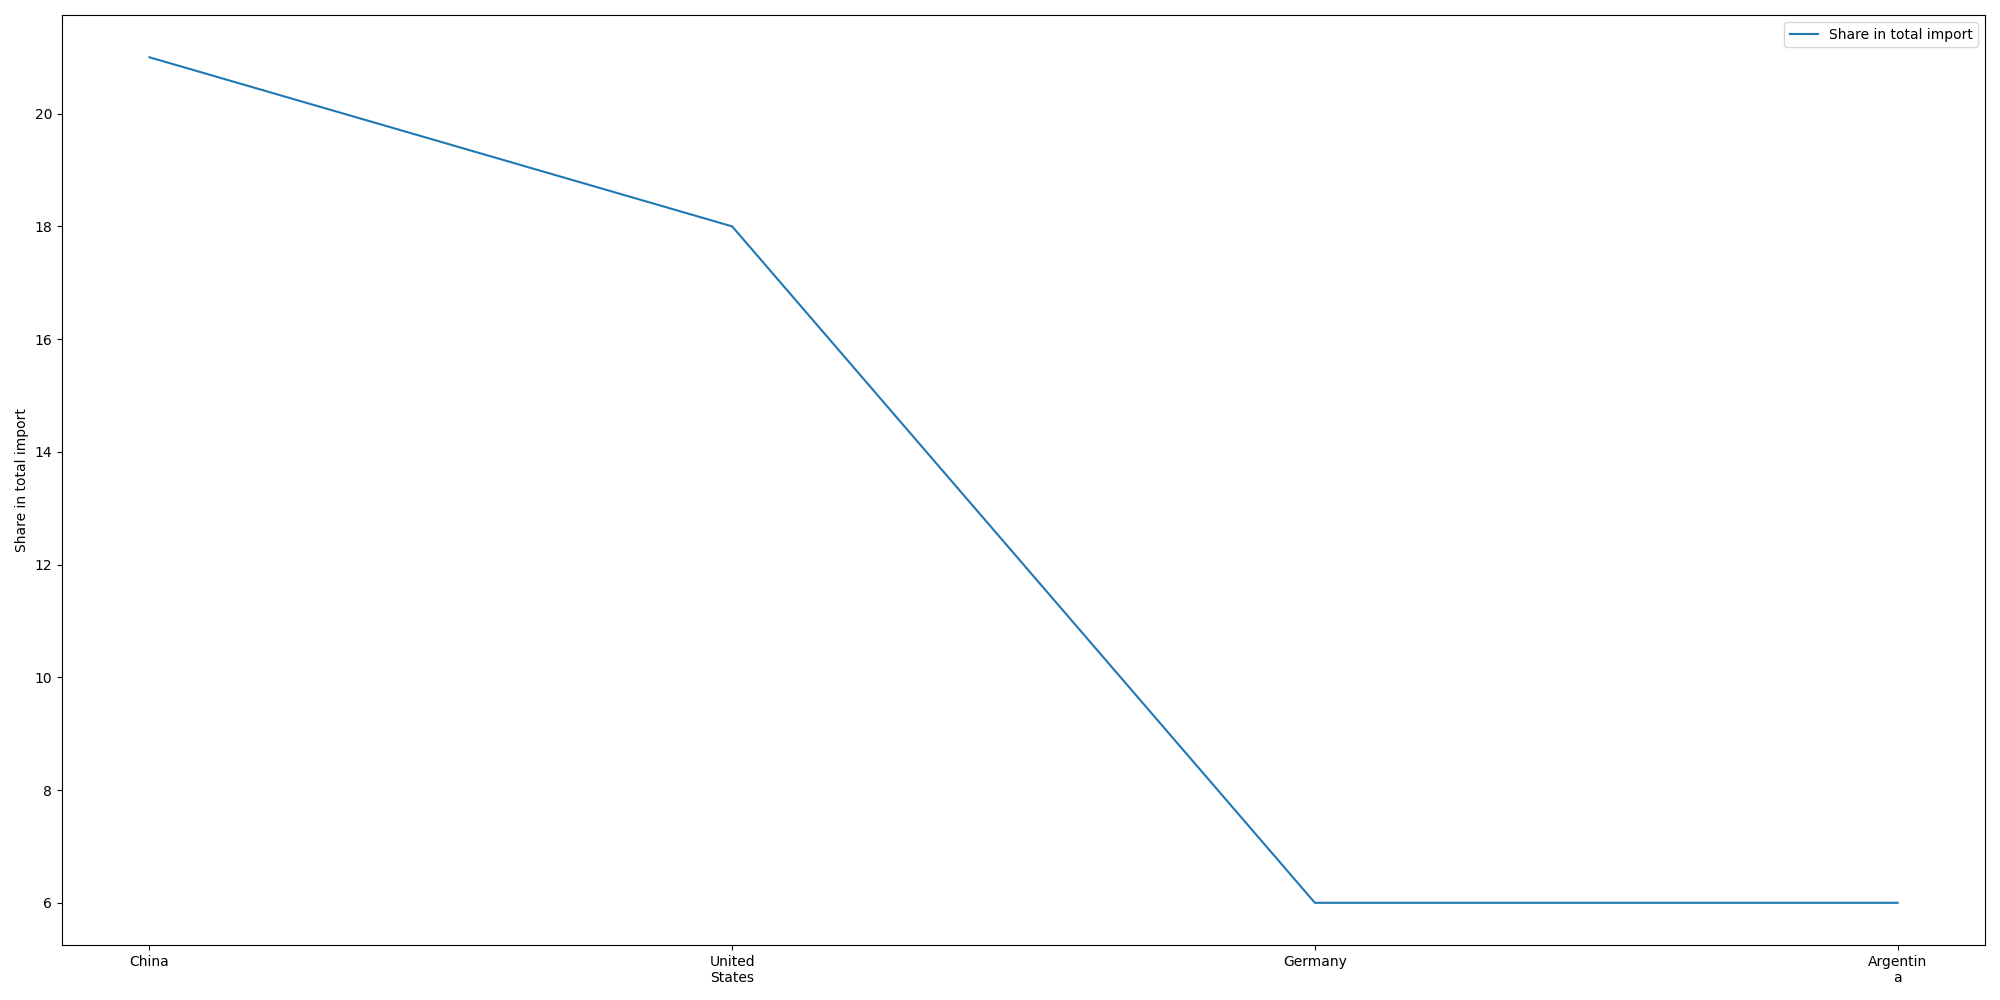 Share in total import
Share in total import
20
18
16
14
12
10
8
6
China
United
States
Germany
Argentin
a